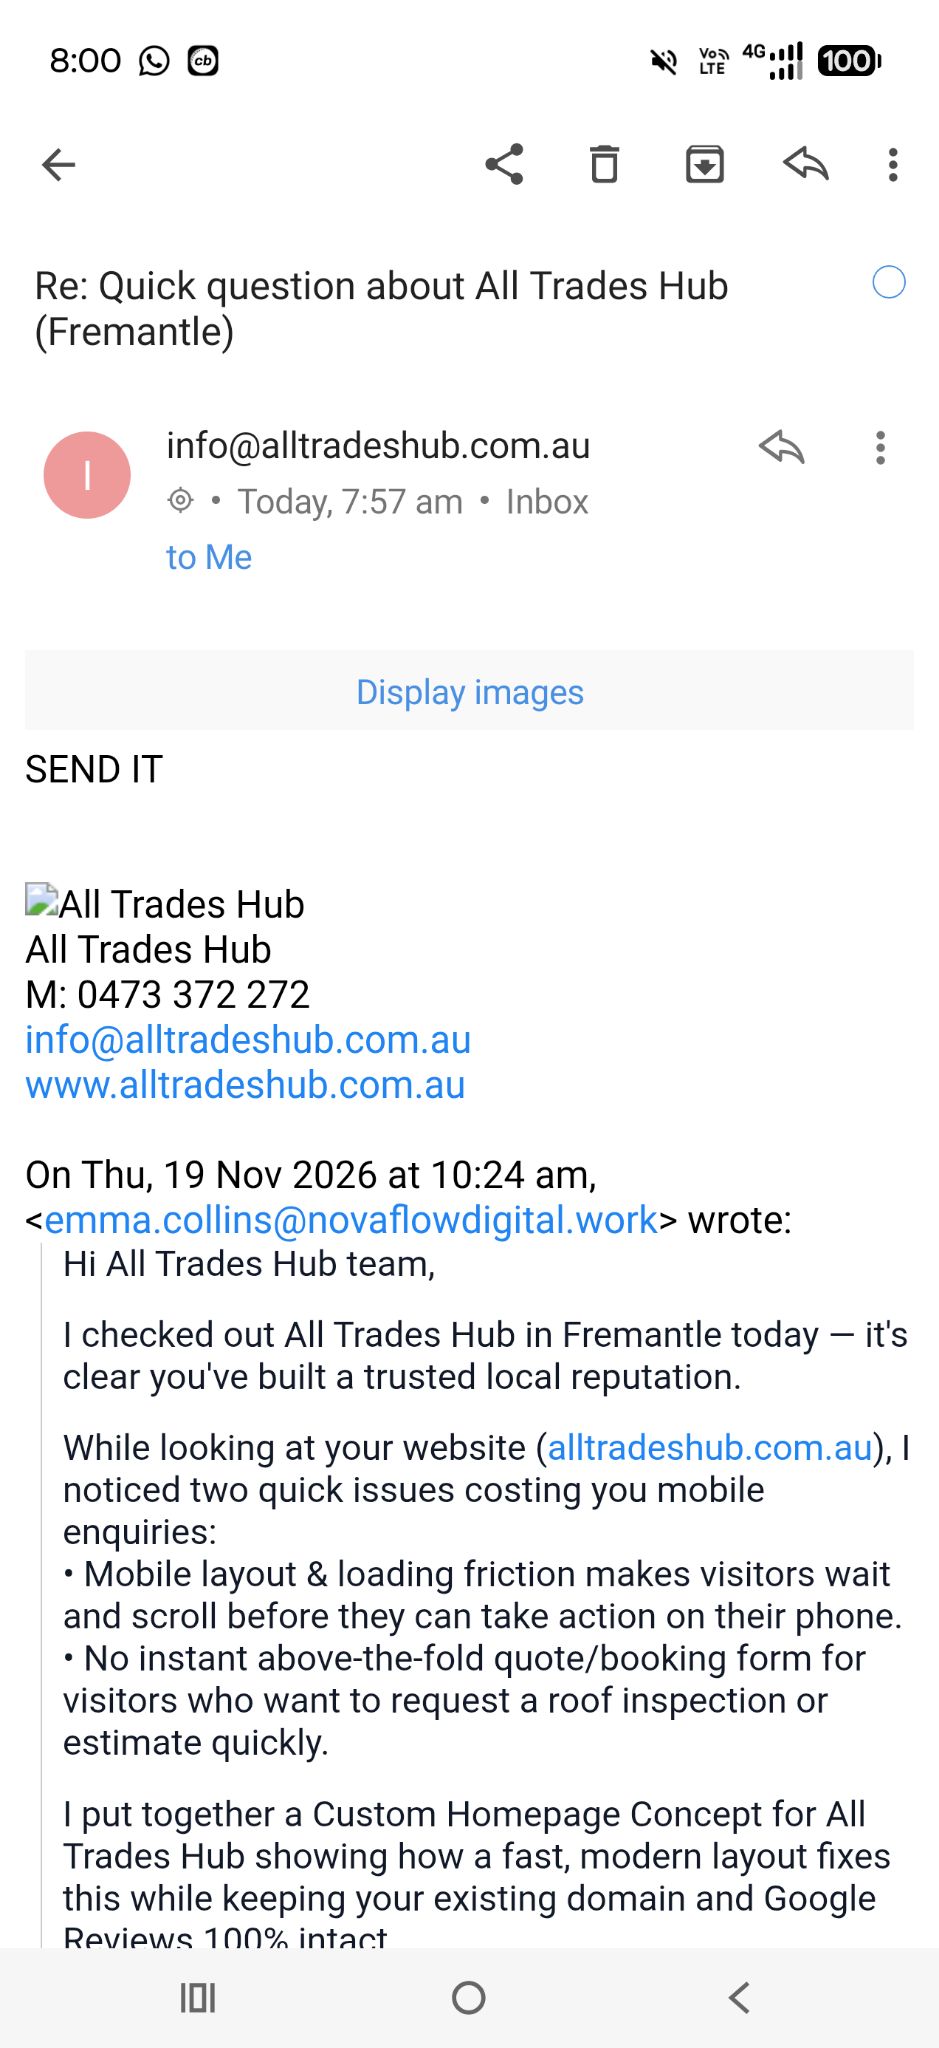 8:00
cb
Vo
LTE
4G
100
Re: Quick question about All Trades Hub
(Fremantle)
I
info@alltradeshub.com.au
• Today, 7:57 am • Inbox
to Me
Display images
SEND IT
All Trades Hub
All Trades Hub
M: 0473 372 272
info@alltradeshub.com.au
www.alltradeshub.com.au
On Thu, 19 Nov 2026 at 10:24 am,
<emma.collins@novaflowdigital.work> wrote:
Hi All Trades Hub team,
I checked out All Trades Hub in Fremantle today — it's
clear you've built a trusted local reputation.
While looking at your website (alltradeshub.com.au), I
noticed two quick issues costing you mobile
enquiries:
• Mobile layout & loading friction makes visitors wait
and scroll before they can take action on their phone.
• No instant above-the-fold quote/booking form for
visitors who want to request a roof inspection or
estimate quickly.
I put together a Custom Homepage Concept for All
Trades Hub showing how a fast, modern layout fixes
this while keeping your existing domain and Google
Reviews 100% intact